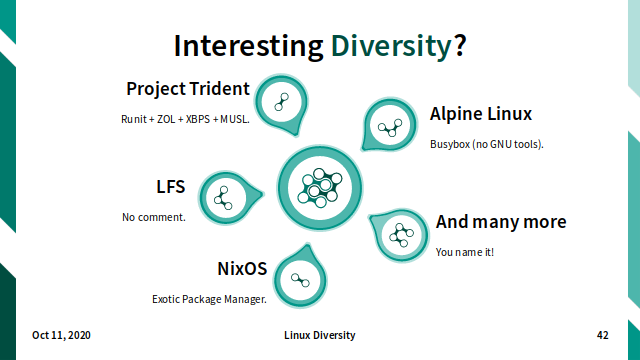 Interesting Diversity?
Project Trident
Runit + ZOL + XBPS + MUSL.
Alpine Linux
Busybox (no GNU tools).
LFS
No comment.
And many more
You name it!
NixOS
Exotic Package Manager.
Oct 11, 2020
Linux Diversity
42